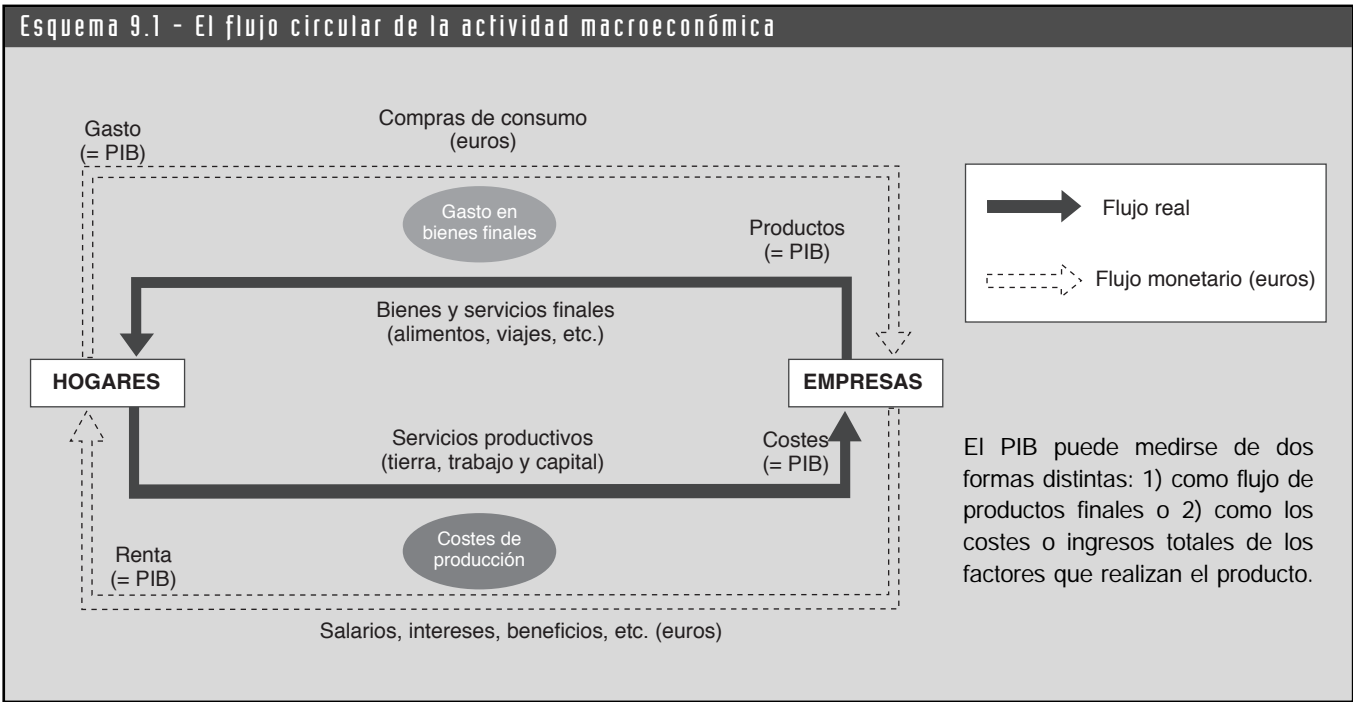 Esquema 9.1 - El flujo circular de la actividad macroeconómica
Gasto
(= PIB)
Compras de consumo
(euros)
Gasto en
bienes finales
Productos
(= PIB)
Bienes y servicios finales
(alimentos, viajes, etc.)
HOGARES
EMPRESAS
Servicios productivos
(tierra, trabajo y capital)
Costes
(= PIB)
Costes de
producción
Renta
(= PIB)
Salarios, intereses, beneficios, etc. (euros)
Flujo real
Flujo monetario (euros)
El PIB puede medirse de dos
formas distintas: 1) como flujo de
productos finales o 2) como los
costes o ingresos totales de los
factores que realizan el producto.